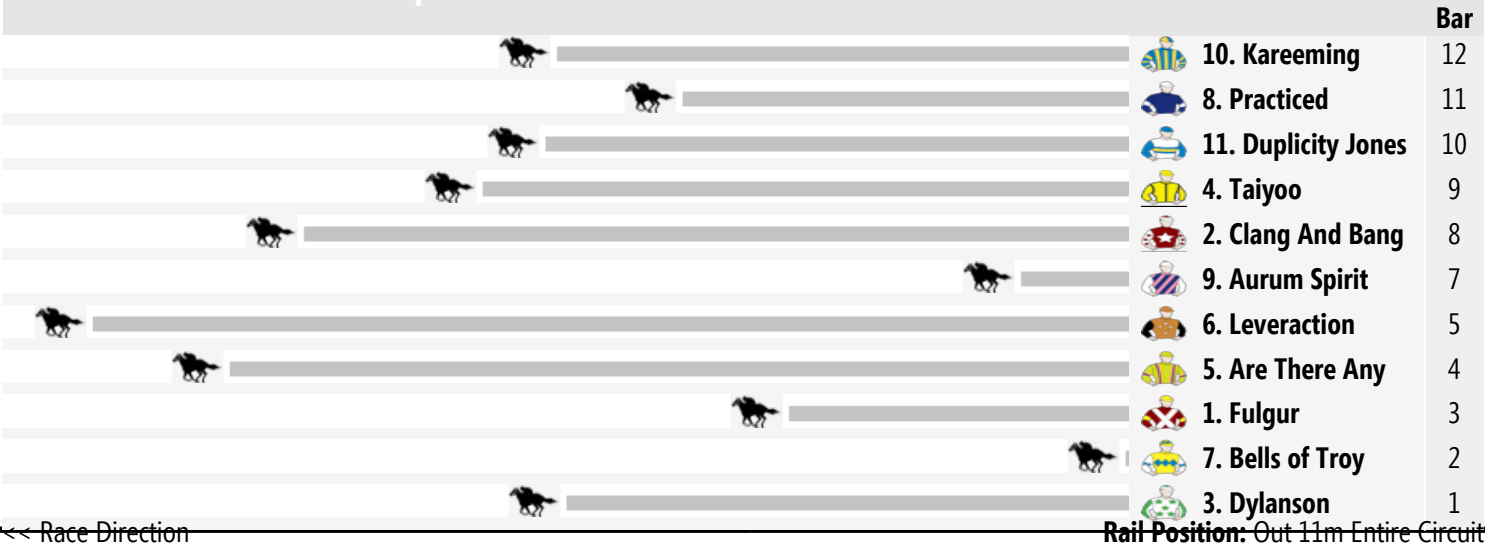 Bar
10. Kareeming 12
8. Practiced 11
11. Duplicity Jones 10
4. Taiyoo 9
2. Clang And Bang 8
9. Aurum Spirit 7
6. Leveraction 5
5. Are There Any 4
1. Fulgur 3
7. Bells of Troy 2
3. Dylanson 1
<< Race Direction Rail Position: Out 11m Entire Circuit